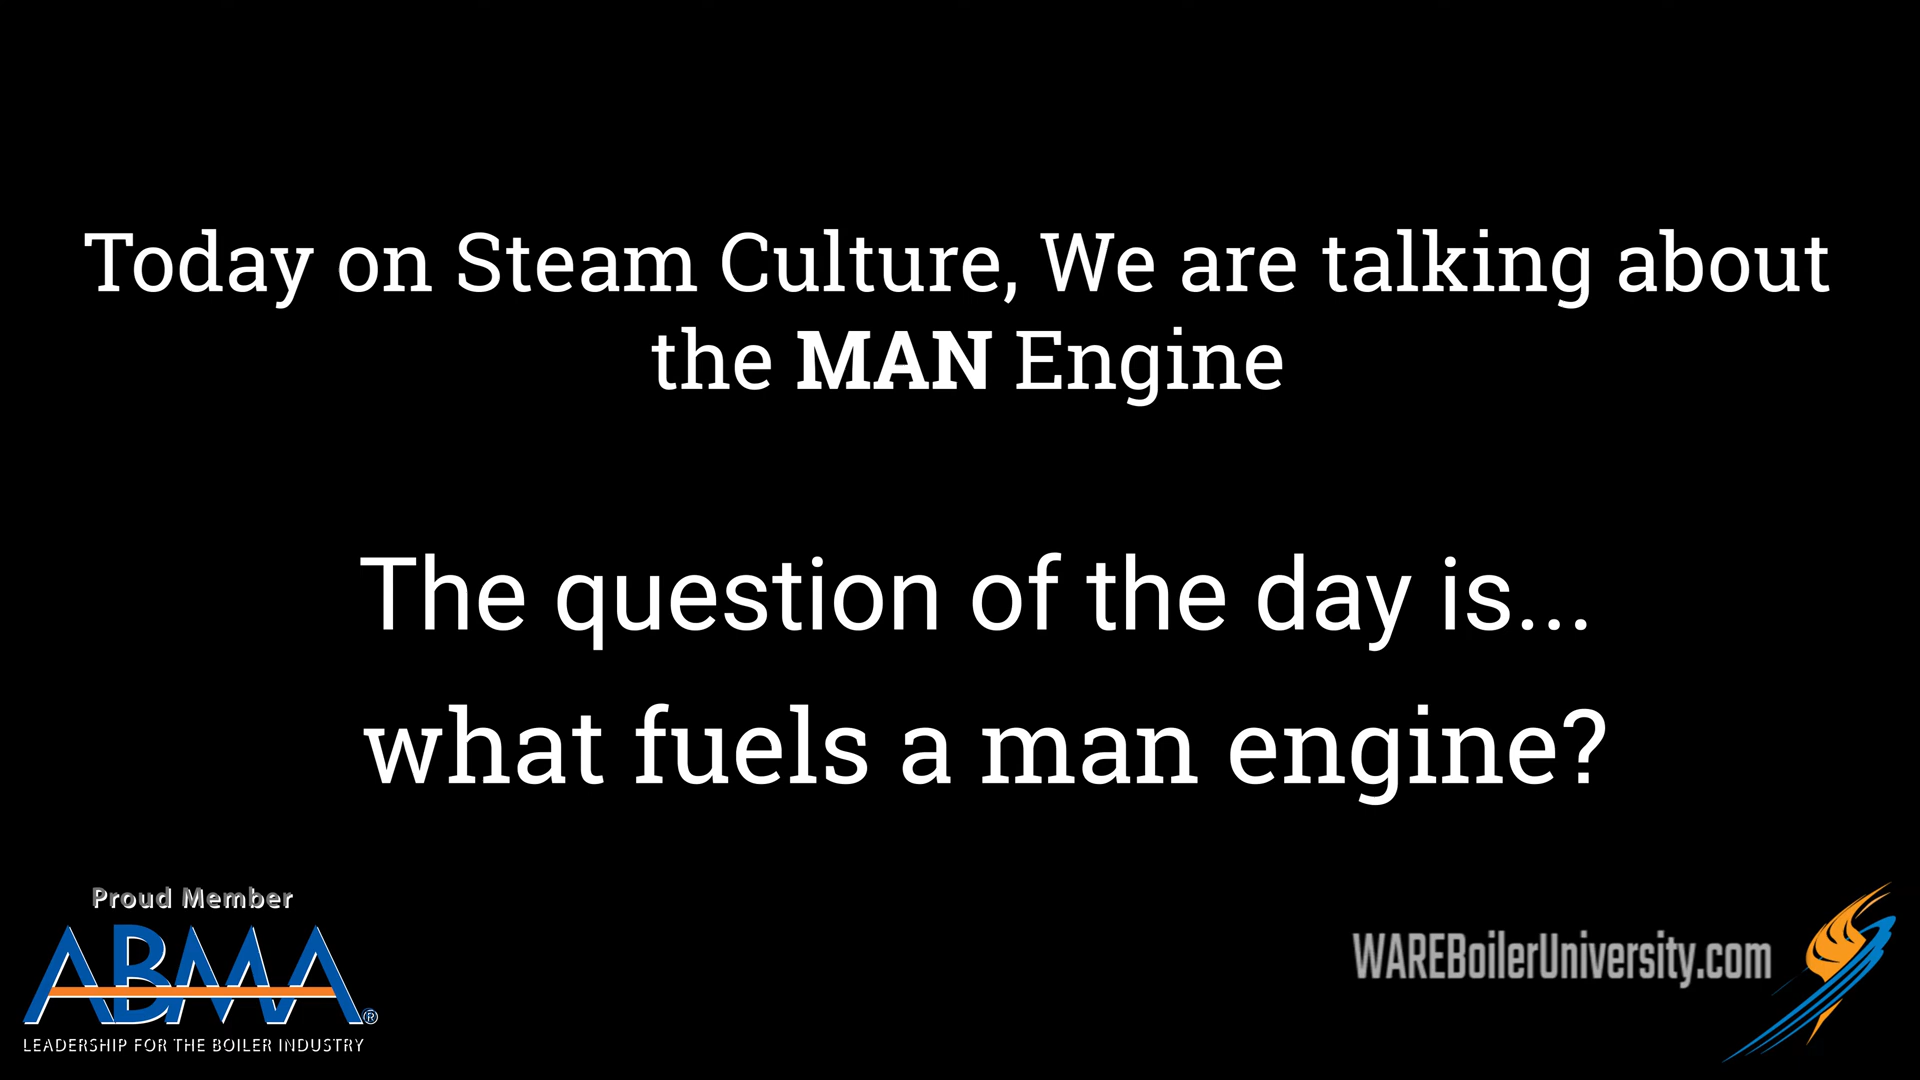 Today on Steam Culture, We are talking about
the MAN Engine
The question of the day is...
what fuels a man engine?
Proud Member
ABMA®
LEADERSHIP FOR THE BOILER INDUSTRY
WAREBoilerUniversity.com